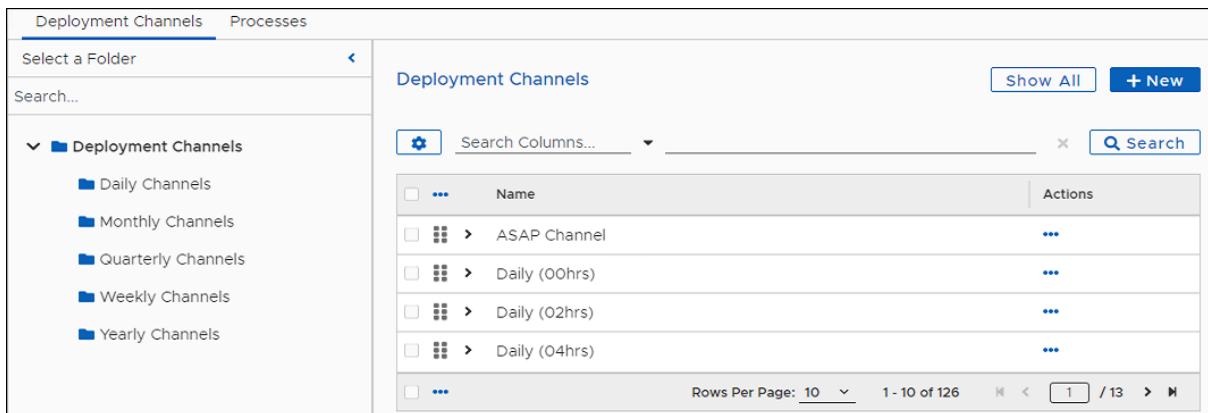 Deployment Channels Processes
Select a Folder
Search...
Deployment Channels
Daily Channels
Monthly Channels
Quarterly Channels
Weekly Channels
Yearly Channels
Deployment Channels
Show All + New
Search Columns... Search
Name Actions
ASAP Channel
Daily (00hrs)
Daily (02hrs)
Daily (04hrs)
Rows Per Page: 10 1 - 10 of 126 1 / 13